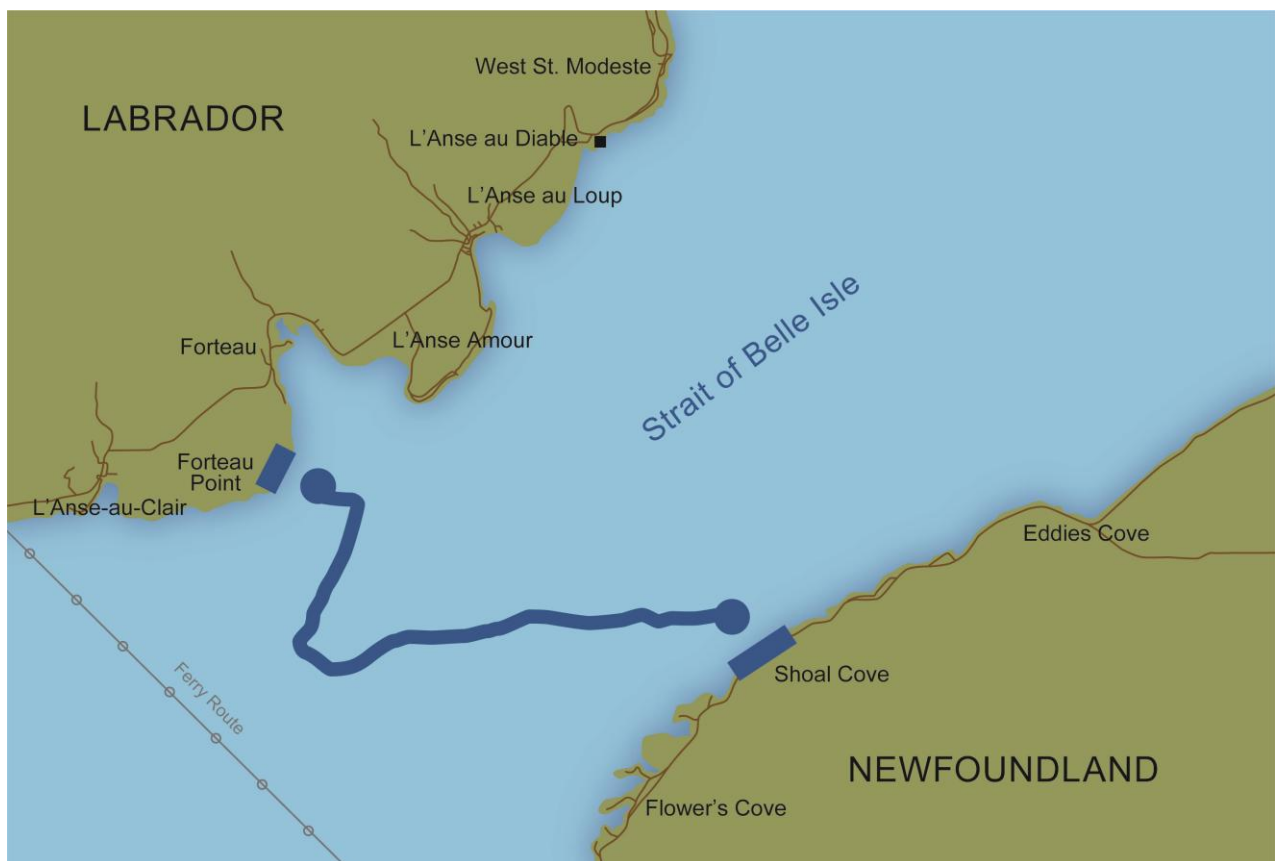 West St. Modeste
LABRADOR
L'Anse au Diable
L'Anse au Loup
Strait of Belle Isle
Forteau
L'Anse Amour
Forteau
Point
L'Anse-au-Clair
Eddies Cove
Ferry Route
Shoal Cove
NEWFOUNDLAND
Flower's Cove